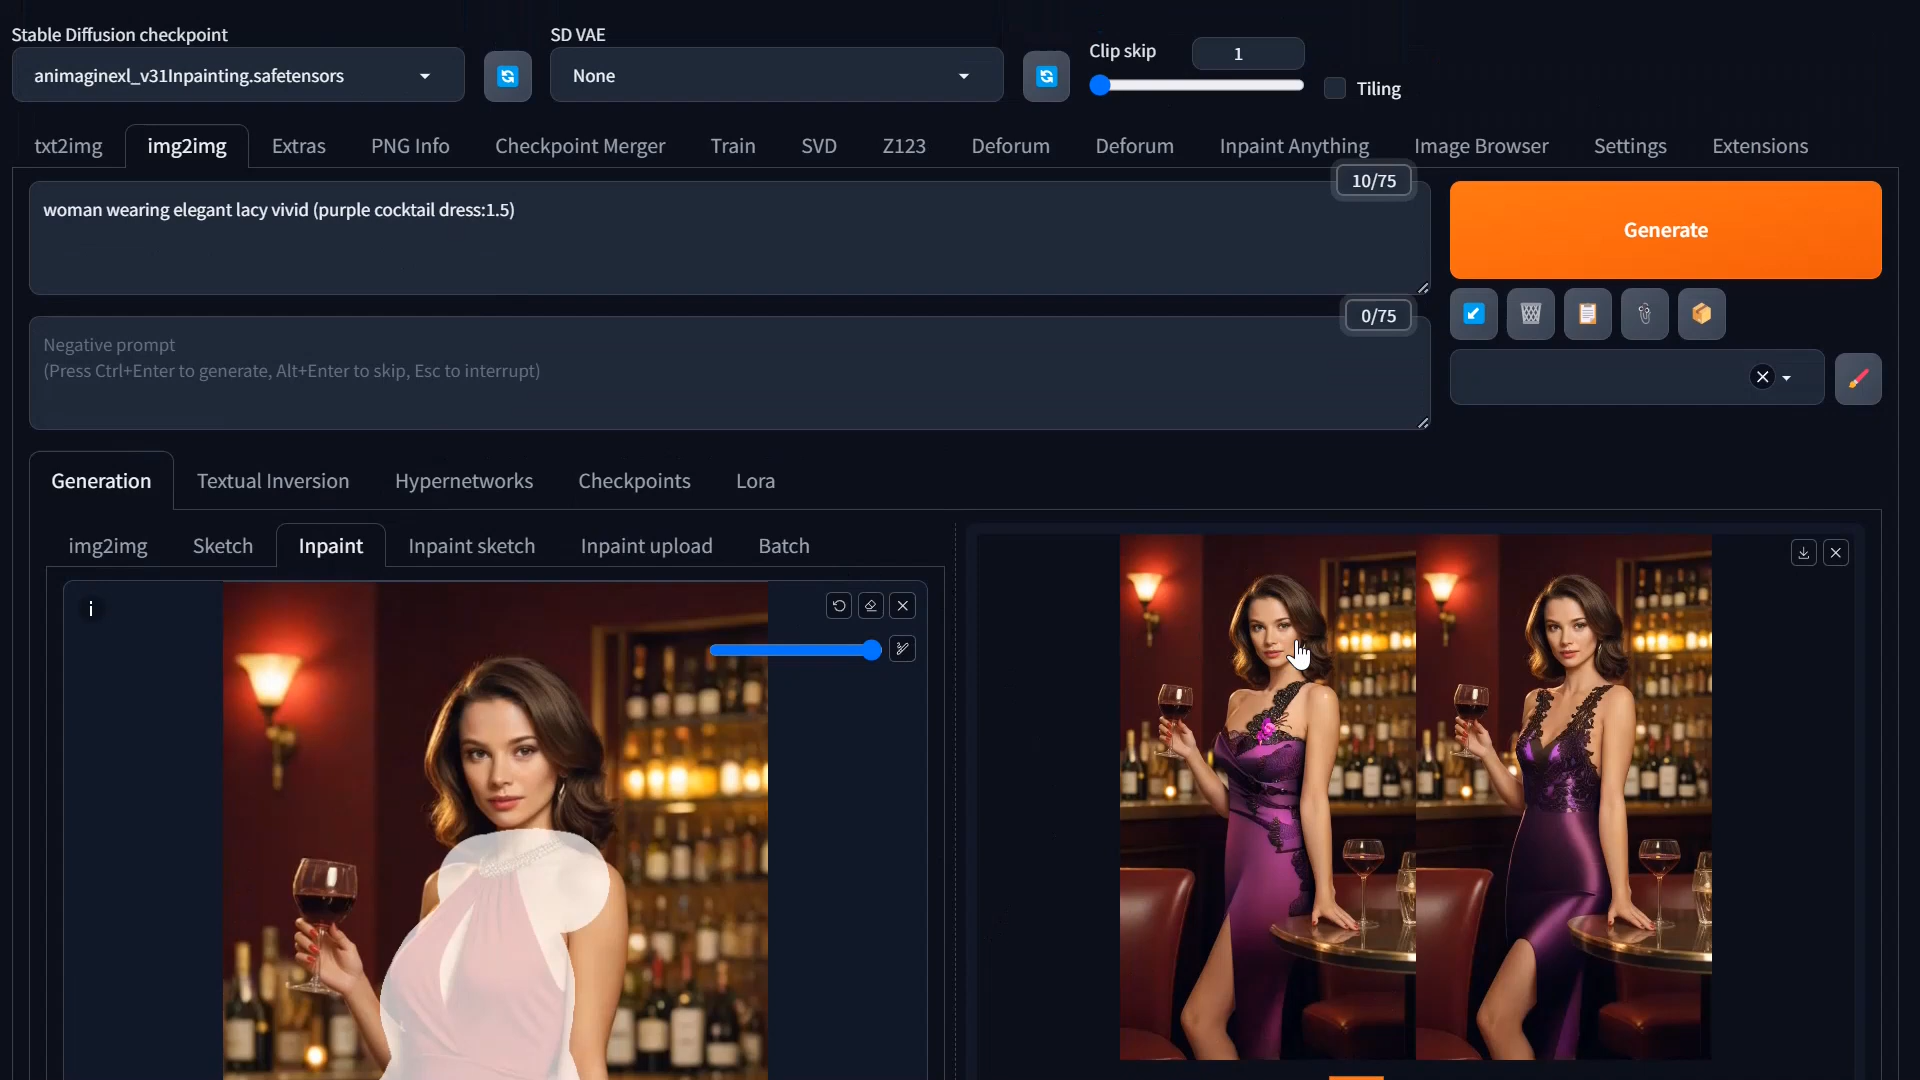 Stable Diffusion checkpoint
SD VAE
Clip skip
1
animaginexl_v31Inpainting.safetensors
None
Tiling
txt2img
img2img
Extras
PNG Info
Checkpoint Merger
Train
SVD
Z123
Deforum
Deforum
Inpaint Anything
Image Browser
Settings
Extensions
10/75
woman wearing elegant lacy vivid (purple cocktail dress:1.5)
Generate
0/75
Negative prompt
(Press Ctrl+Enter to generate, Alt+Enter to skip, Esc to interrupt)
Generation
Textual Inversion
Hypernetworks
Checkpoints
Lora
img2img
Sketch
Inpaint
Inpaint sketch
Inpaint upload
Batch
i